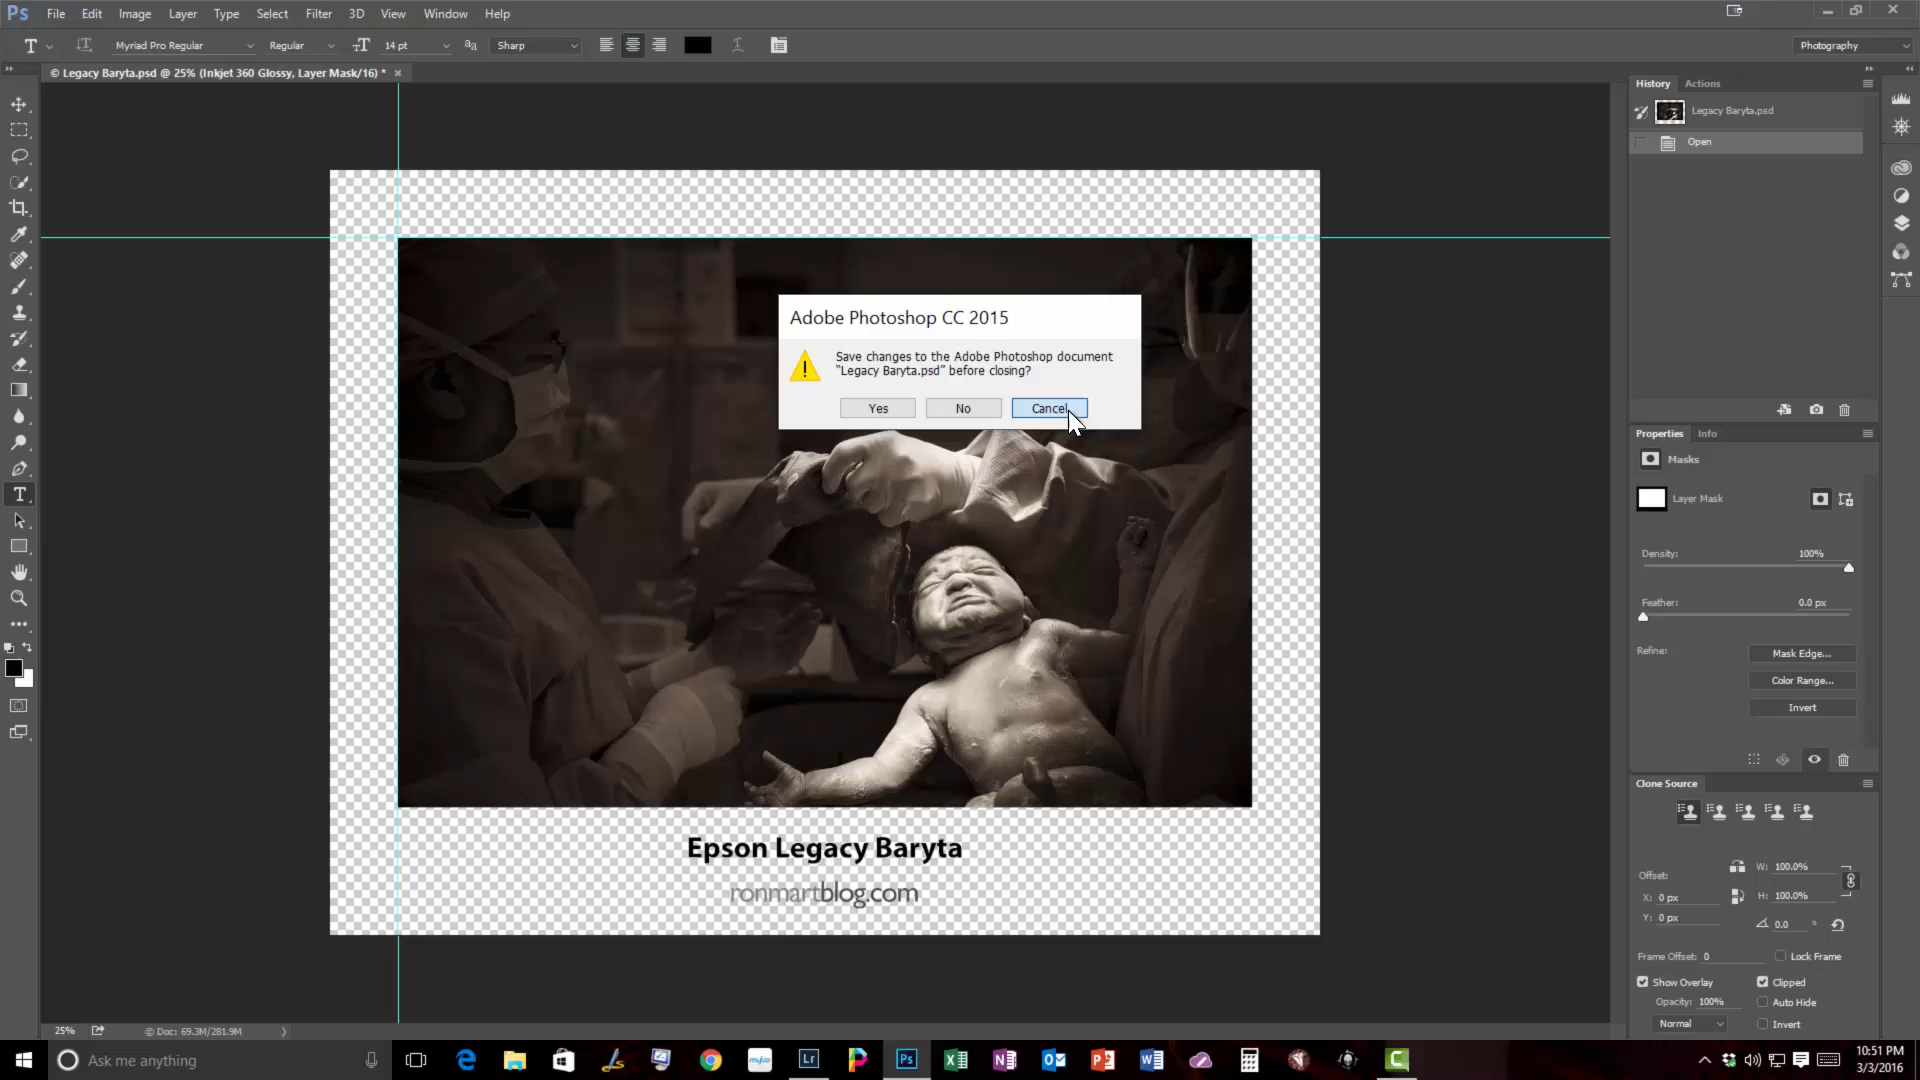 Ps File Edit Image Layer Type Select Filter 3D View Window Help
T Myriad Pro Regular Regular 14 pt Sharp Photography
© Legacy Baryta.psd @ 25% (Inkjet 360 Glossy, Layer Mask/16) *
History Actions
Legacy Baryta.psd
Open
Adobe Photoshop CC 2015
Save changes to the Adobe Photoshop document
“Legacy Baryta.psd” before closing?
Yes No Cancel
Properties Info
Masks
Layer Mask
Density: 100%
Feather: 0.0 px
Refine: Mask Edge...
Color Range...
Invert
Clone Source
Offset: W: 100.0%
X: 0 px H: 100.0%
Y: 0 px 0.0 °
Frame Offset: 0 Lock Frame
Show Overlay Clipped
Opacity: 100% Auto Hide
Normal Invert
Epson Legacy Baryta
ronmartblog.com
25% © Doc: 69.3M/281.9M
Ask me anything
mylio Lr Ps
10:51 PM
3/3/2016